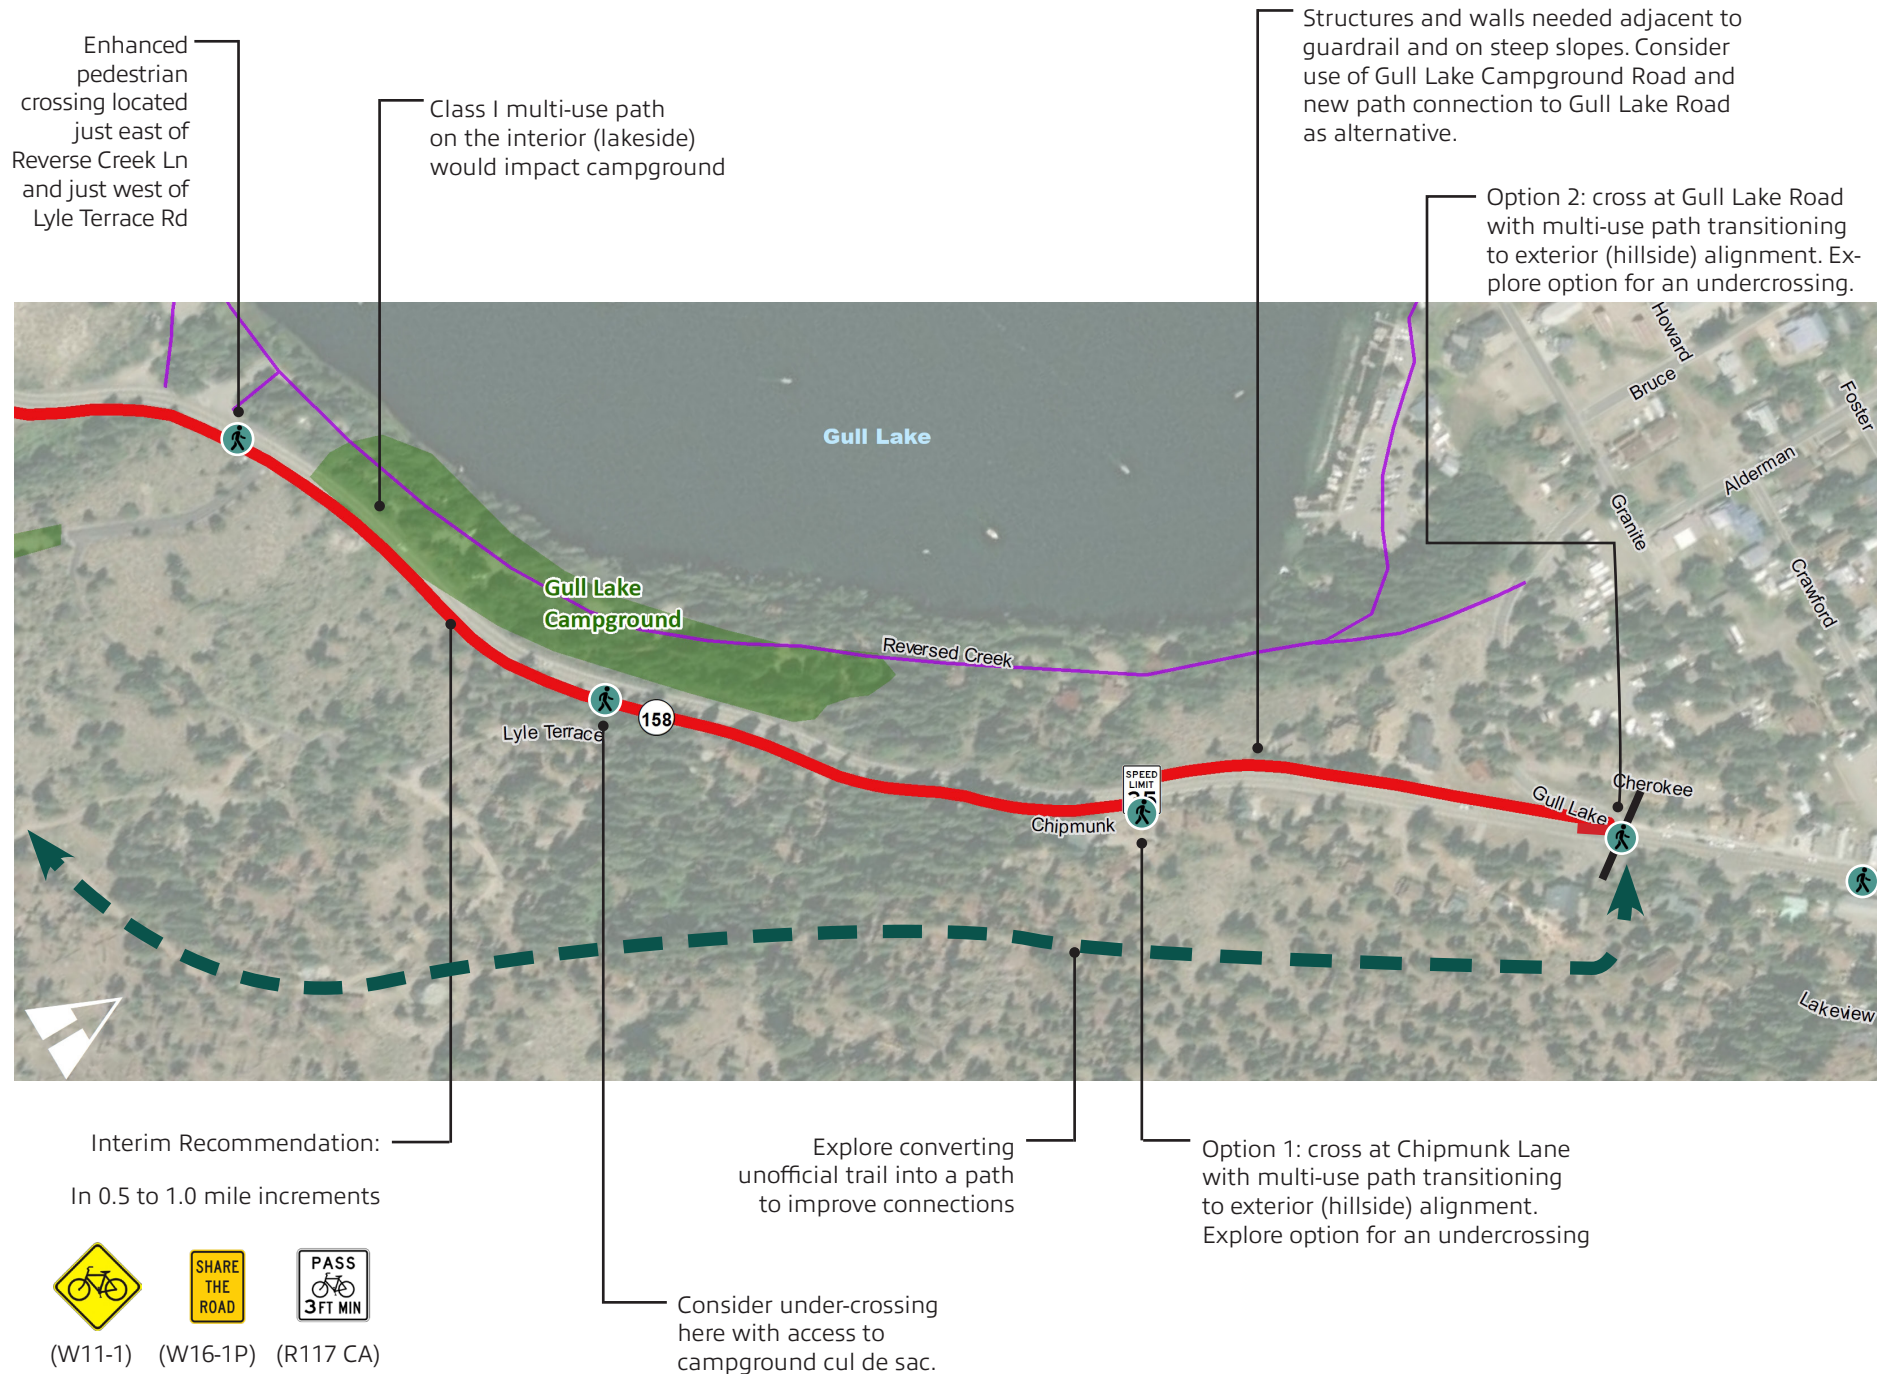 Enhanced
pedestrian
crossing located
just east of
Reverse Creek Ln
and just west of
Lyle Terrace Rd
Class I multi-use path
on the interior (lakeside)
would impact campground
Structures and walls needed adjacent to
guardrail and on steep slopes. Consider
use of Gull Lake Campground Road and
new path connection to Gull Lake Road
as alternative.
Option 2: cross at Gull Lake Road
with multi-use path transitioning
to exterior (hillside) alignment. Ex-
plore option for an undercrossing.
Howard
Bruce
Foster
Gull Lake
Alderman
Granite
Crawford
Gull Lake
Campground
Reversed Creek
158
Lyle Terrace
SPEED
LIMIT
Cherokee
Gull Lake
Chipmunk
Lakeview
Interim Recommendation:
In 0.5 to 1.0 mile increments
SHARE
THE
ROAD
PASS
3FT MIN
(W11-1)
(W16-1P)
(R117 CA)
Explore converting
unofficial trail into a path
to improve connections
Option 1: cross at Chipmunk Lane
with multi-use path transitioning
to exterior (hillside) alignment.
Explore option for an undercrossing
Consider under-crossing
here with access to
campground cul de sac.